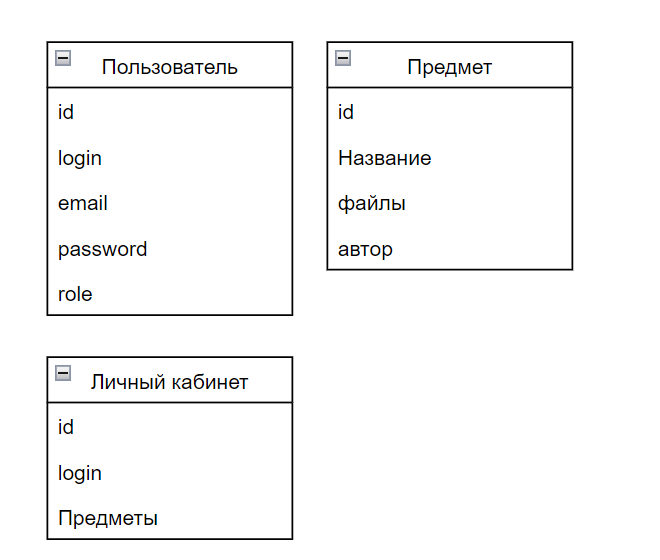 Пользователь
id
login
email
password
role
Предмет
id
Название
файлы
автор
Личный кабинет
id
login
Предметы